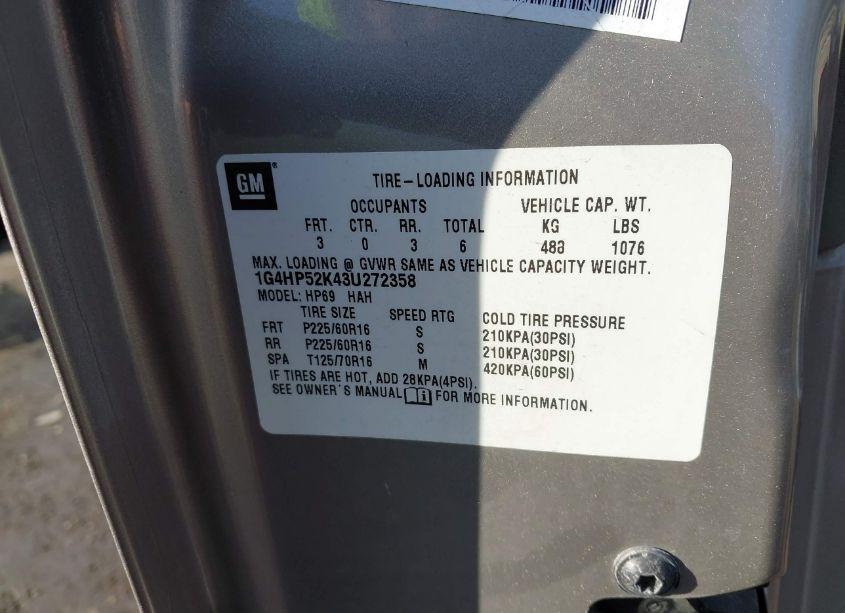 GM
TIRE-LOADING INFORMATION
OCCUPANTS VEHICLE CAP. WT.
FRT. CTR. RR. TOTAL KG LBS
3 0 3 6 488 1076
MAX. LOADING @ GVWR SAME AS VEHICLE CAPACITY WEIGHT.
1G4HP52K43U272358
MODEL: HP69 HAH
TIRE SIZE SPEED RTG COLD TIRE PRESSURE
FRT P225/60R16 S 210KPA(30PSI)
RR P225/60R16 S 210KPA(30PSI)
SPA T125/70R16 M 420KPA(60PSI)
IF TIRES ARE HOT, ADD 28KPA(4PSI).
SEE OWNER'S MANUAL FOR MORE INFORMATION.